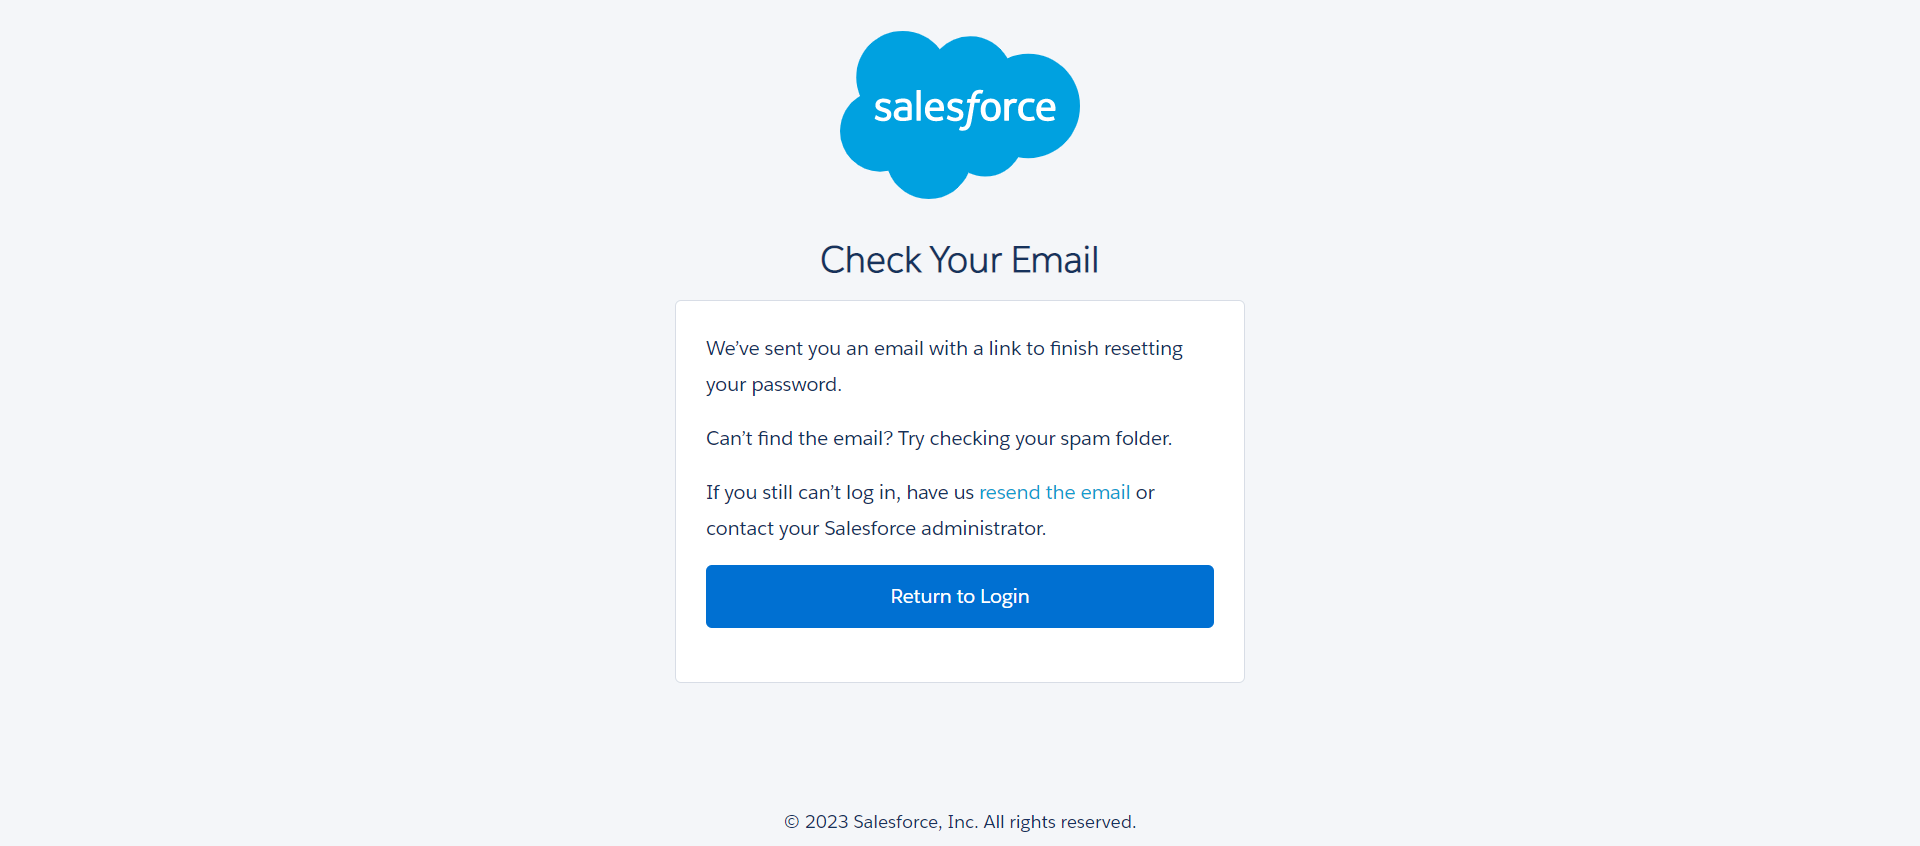 salesforce
Check Your Email
We’ve sent you an email with a link to finish resetting
your password.
Can’t find the email? Try checking your spam folder.
If you still can’t log in, have us resend the email or
contact your Salesforce administrator.
Return to Login
© 2023 Salesforce, Inc. All rights reserved.